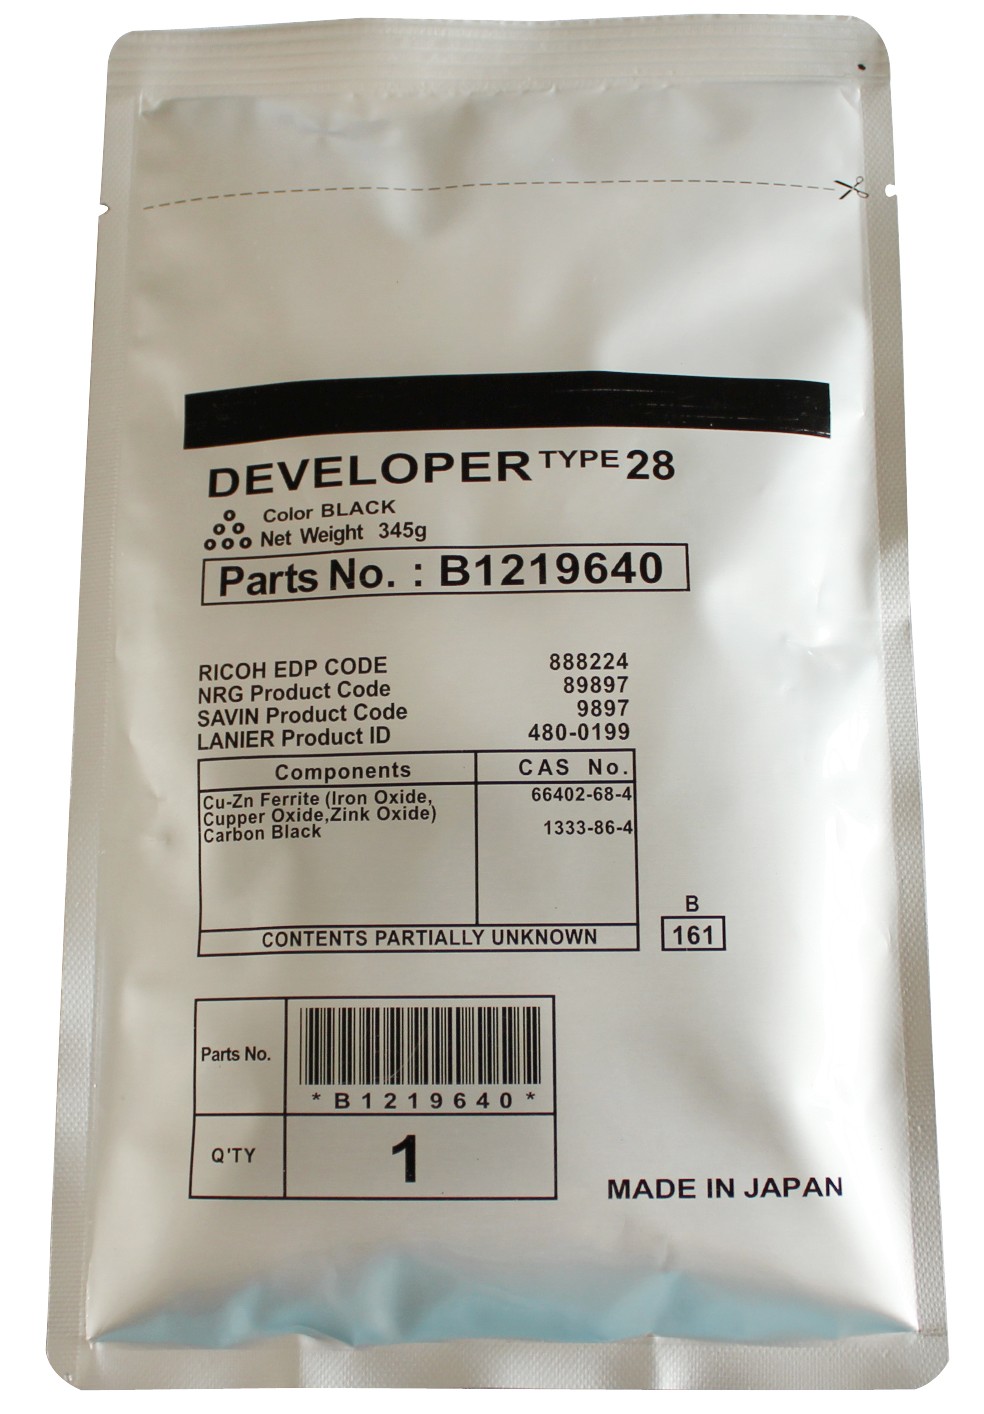 DEVELOPER TYPE 28
Color BLACK
Net Weight 345g
Parts No. : B1219640
RICOH EDP CODE 888224
NRG Product Code 89897
SAVIN Product Code 9897
LANIER Product ID 480-0199
Components CAS No.
Cu-Zn Ferrite (Iron Oxide, 66402-68-4
Cupper Oxide,Zink Oxide)
Carbon Black 1333-86-4
CONTENTS PARTIALLY UNKNOWN
B
161
Parts No.
*B1219640*
Q'TY 1
MADE IN JAPAN